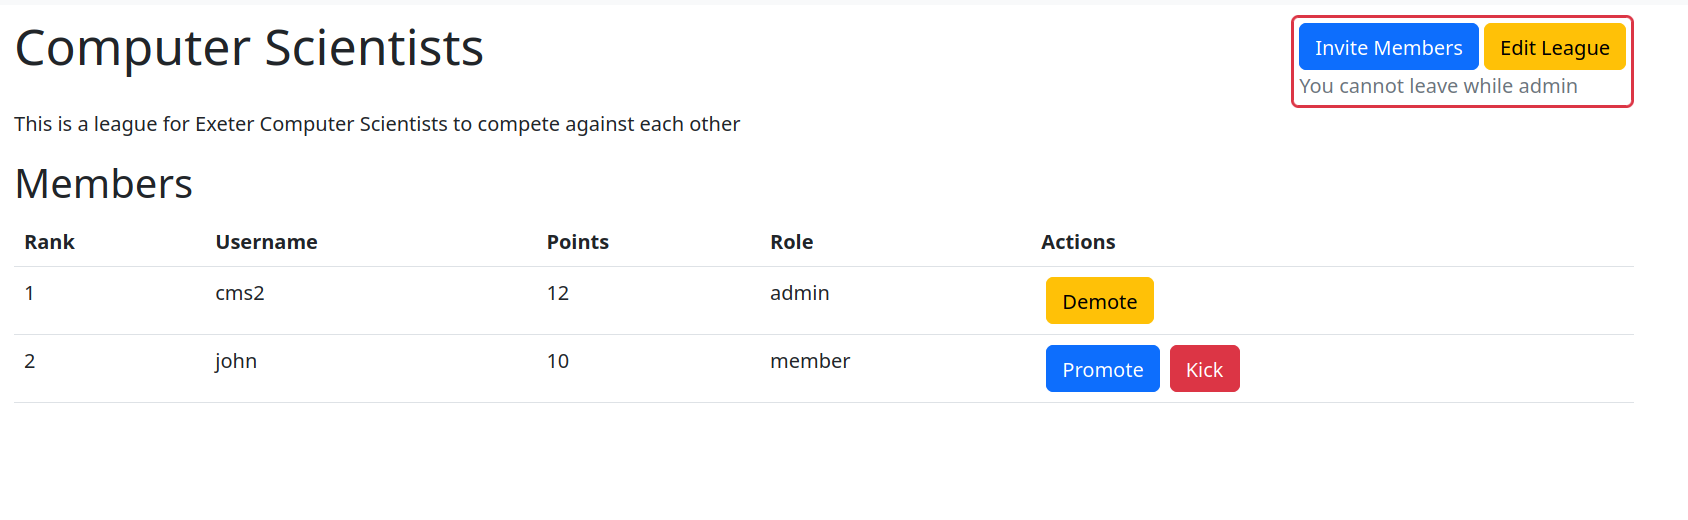 Computer Scientists
Invite Members Edit League
You cannot leave while admin
This is a league for Exeter Computer Scientists to compete against each other
Members
Rank Username Points Role Actions
1 cms2 12 admin Demote
2 john 10 member Promote Kick